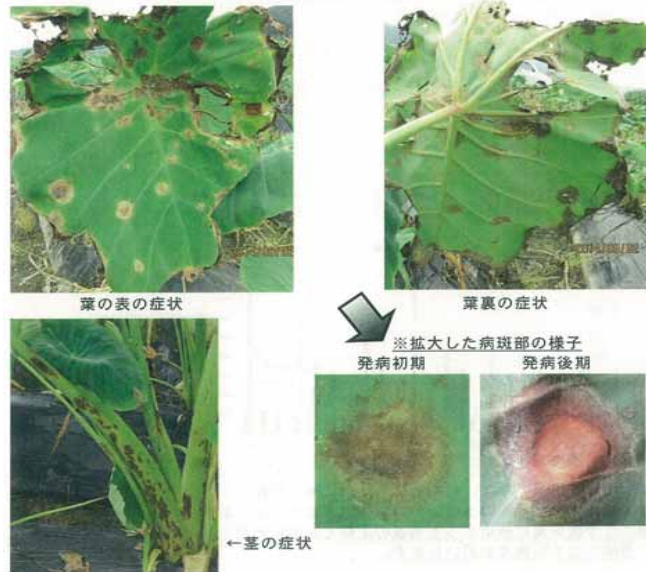 葉の表の症状
葉裏の症状
※拡大した病斑部の様子
発病初期
発病後期
←茎の症状